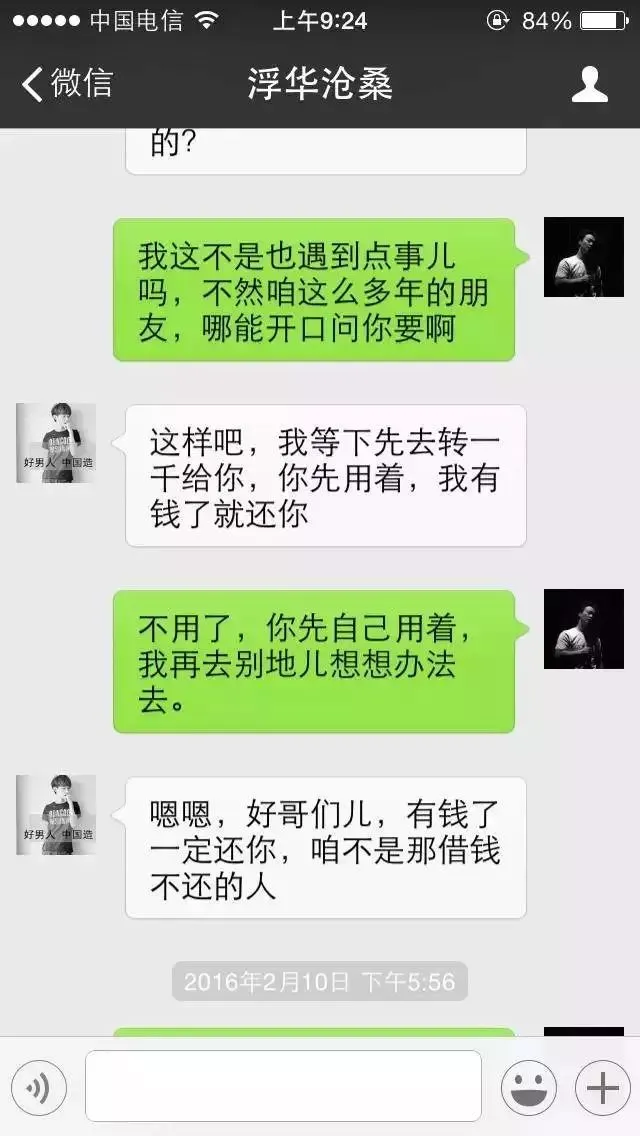 中国电信 上午9:24 84%
微信 浮华沧桑
的?
我这不是也遇到点事儿
吗，不然咱这么多年的朋
友，哪能开口问你要啊
这样吧，我等下先去转一
千给你，你先用着，我有
钱了就还你
好男人 中国造
不用了，你先自己用着，
我再去别地儿想想办法
去。
嗯嗯，好哥们儿，有钱了
一定还你，咱不是那借钱
不还的人
好男人 中国造
2016年2月10日 下午5:56